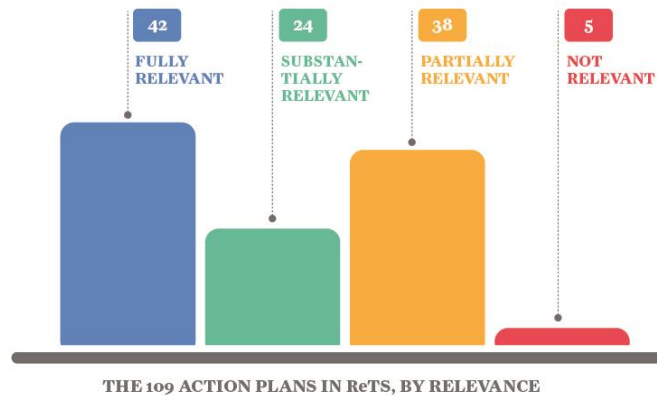 42
FULLY
RELEVANT
24
SUBSTAN-
TIALLY
RELEVANT
38
PARTIALLY
RELEVANT
5
NOT
RELEVANT
THE 109 ACTION PLANS IN ReTS, BY RELEVANCE